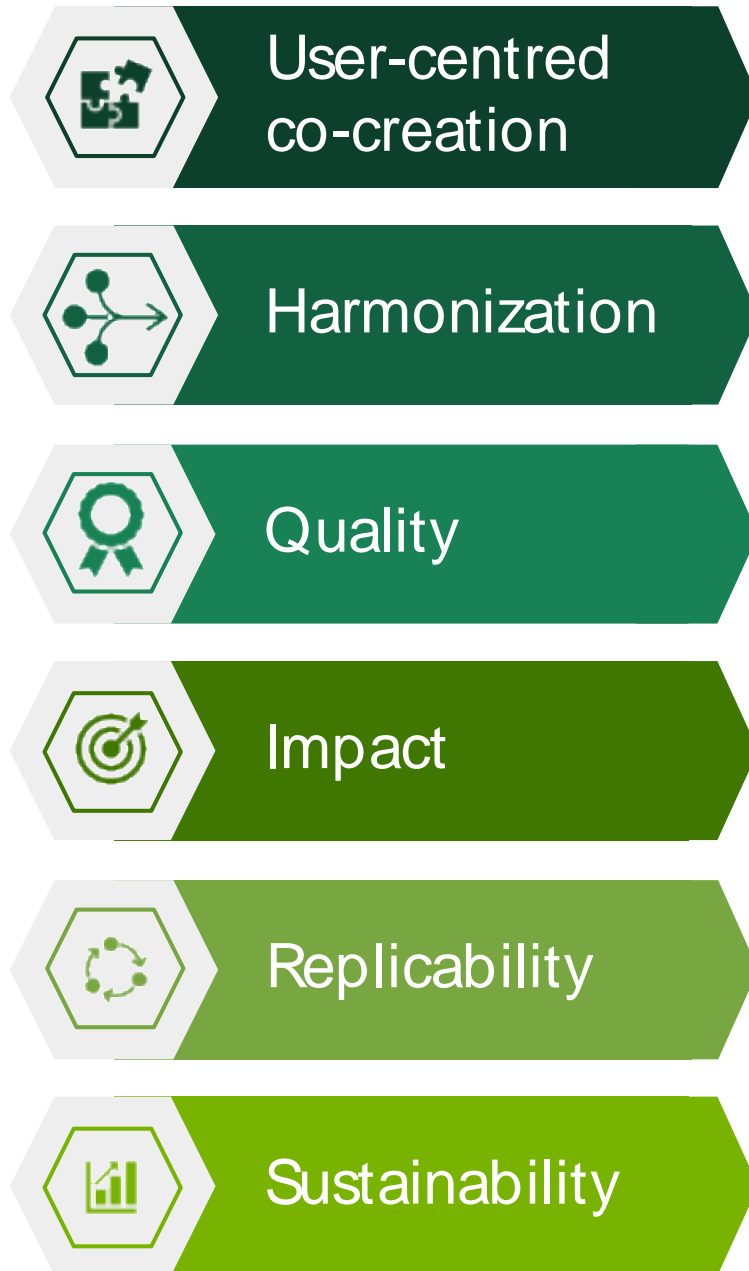 User-centred
co-creation
Harmonization
Quality
Impact
Replicability
Sustainability